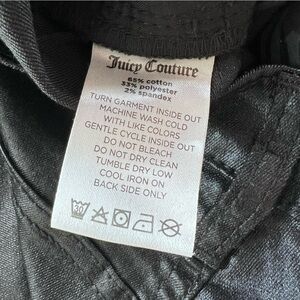 Juicy Couture
65% cotton
33% polyester
2% spandex
TURN GARMENT INSIDE OUT
MACHINE WASH COLD
WITH LIKE COLORS
GENTLE CYCLE INSIDE OUT
DO NOT BLEACH
DO NOT DRY CLEAN
TUMBLE DRY LOW
COOL IRON ON
BACK SIDE ONLY
30